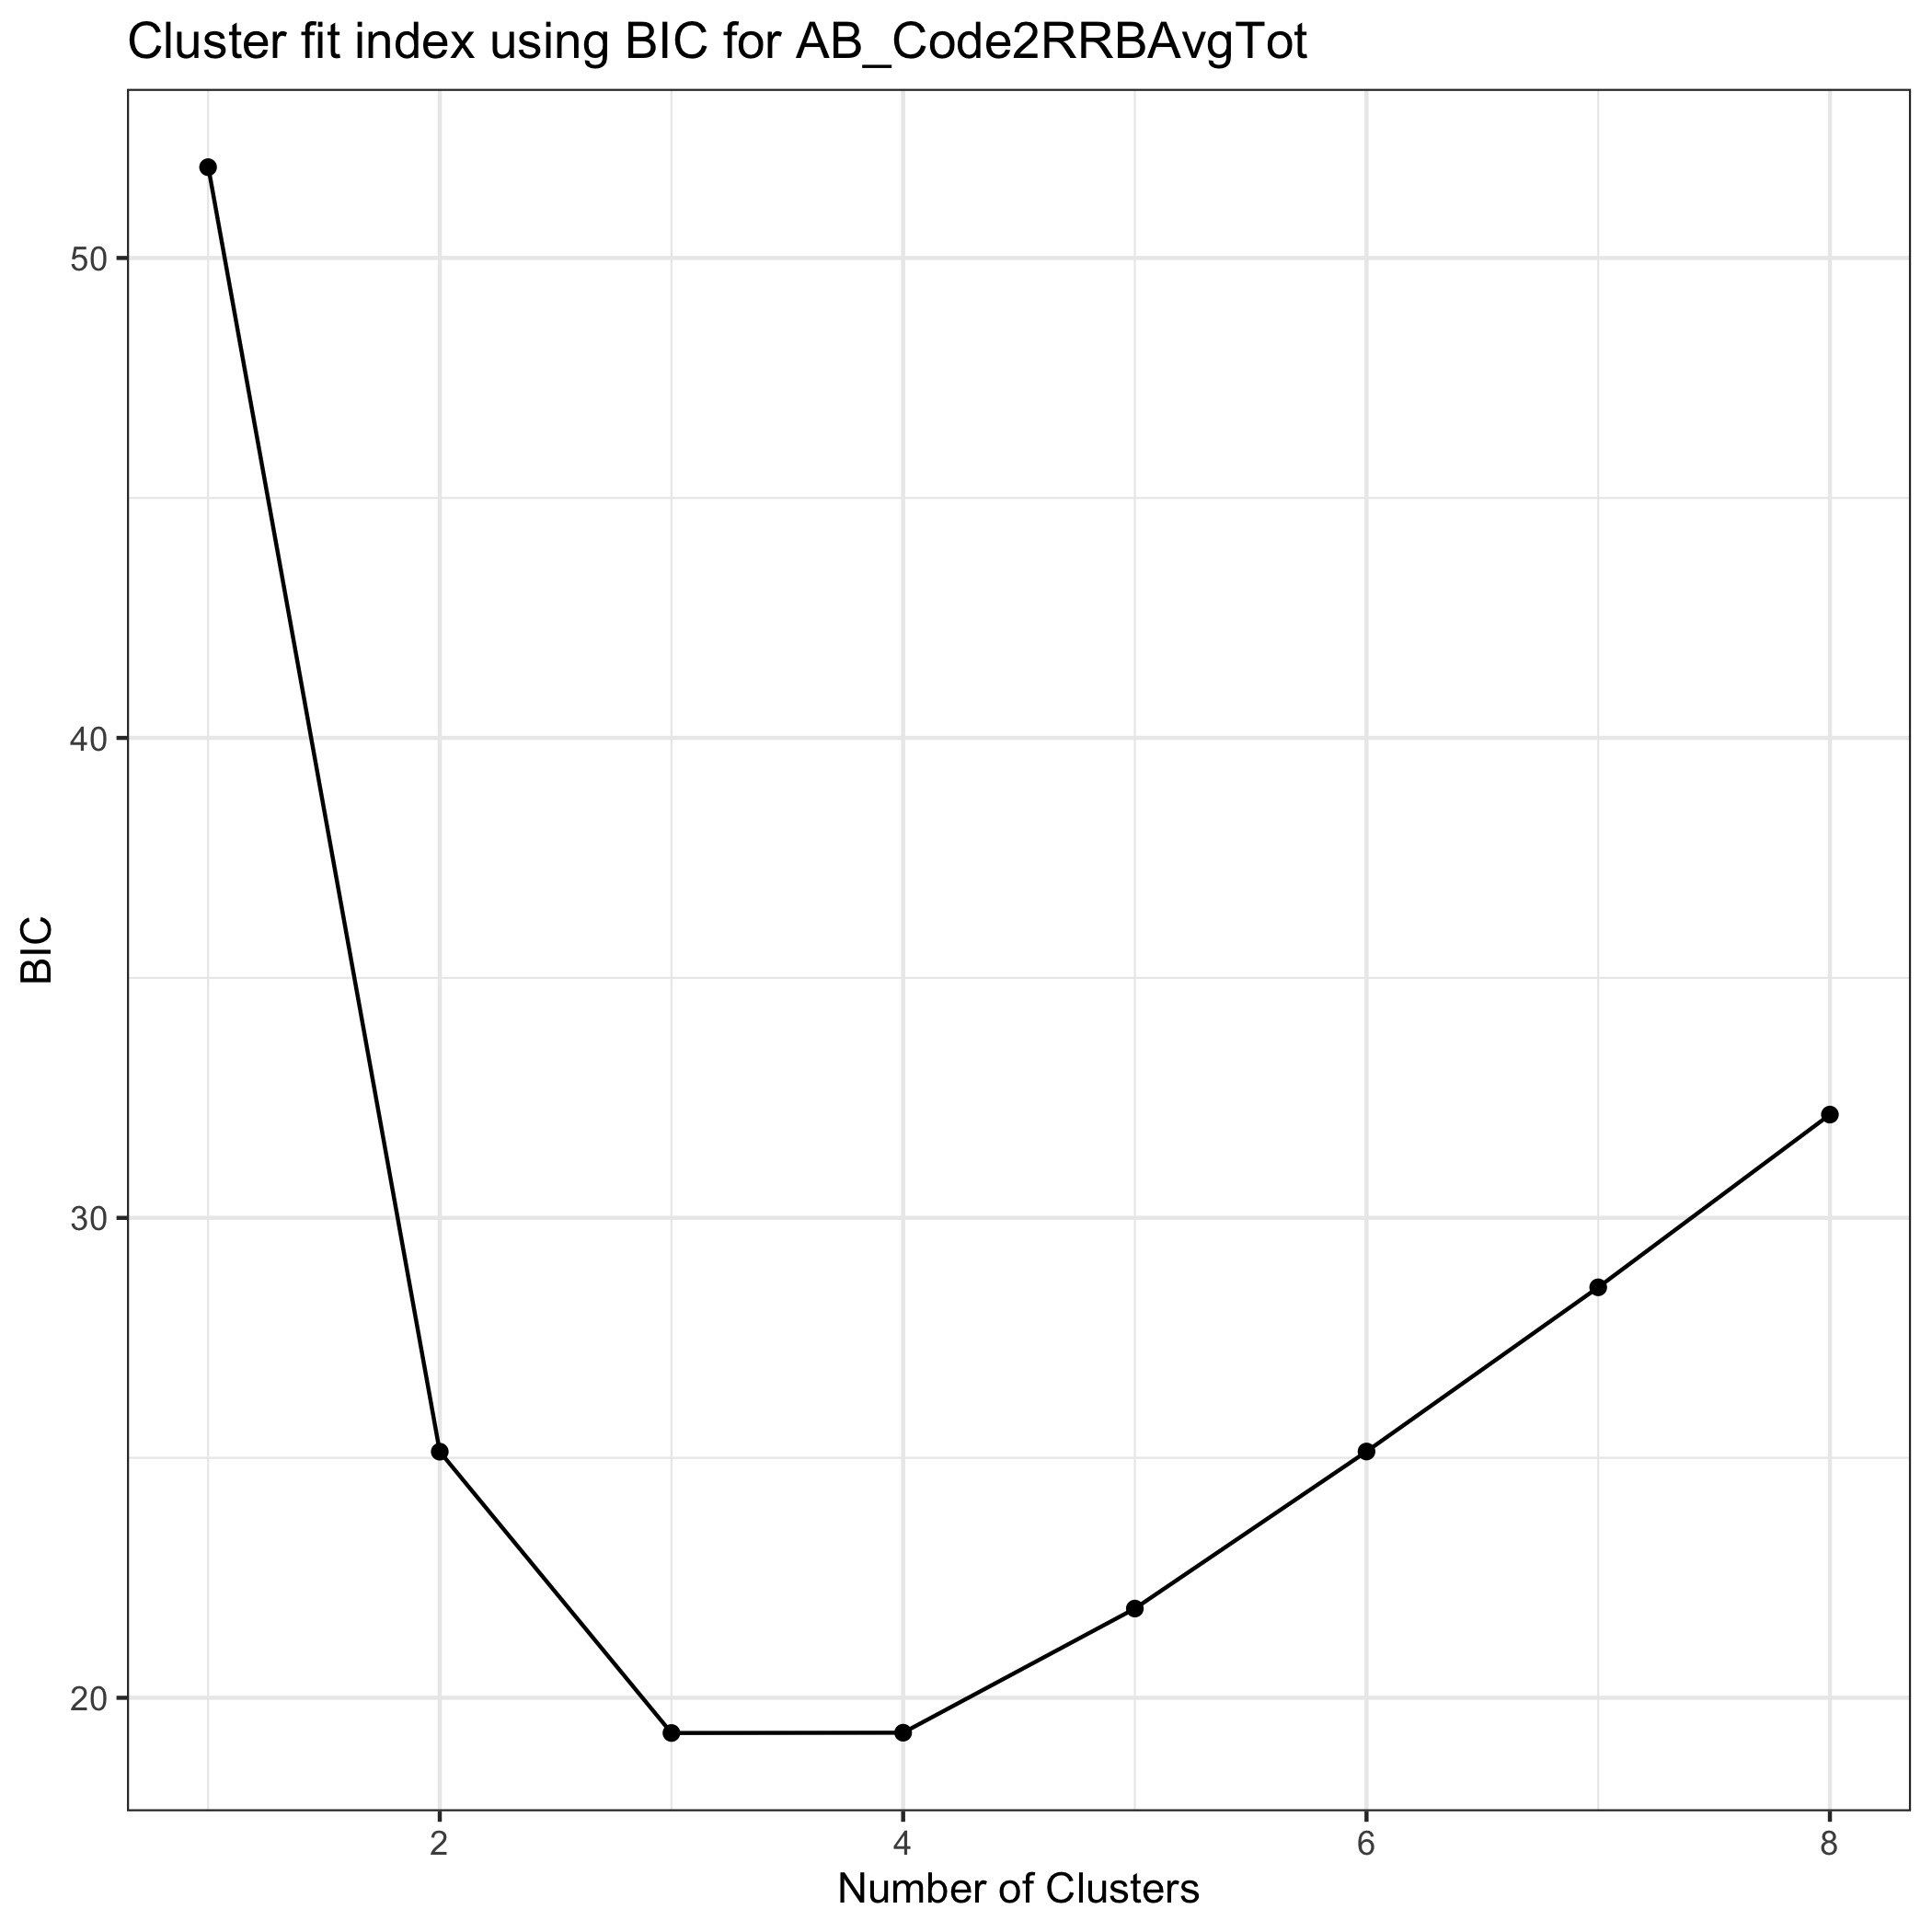 Cluster fit index using BIC for AB_Code2RRBAvgTot
50
40
30
20
BIC
2 4 6 8
Number of Clusters